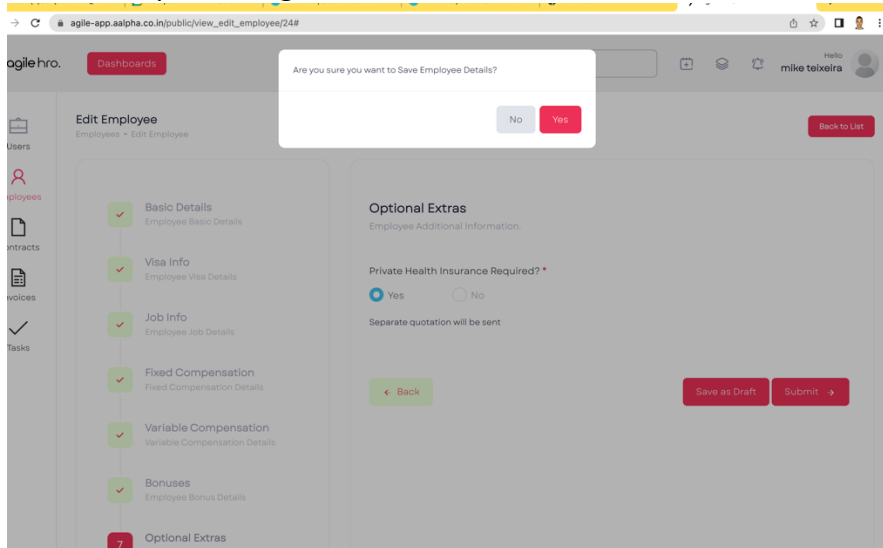 agile-app.aalpha.co.in/public/view_edit_employee/24#
agile hro.
Dashboards
Are you sure you want to Save Employee Details?
No
Yes
Hello
mike teixeira
Edit Employee
Employees • Edit Employee
Back to List
Users
ployees
ontracts
nvoices
Tasks
Basic Details
Employee Basic Details
Visa Info
Employee Visa Details
Job Info
Employee Job Details
Fixed Compensation
Fixed Compensation Details
Variable Compensation
Variable Compensation Details
Bonuses
Employee Bonus Details
7
Optional Extras
Optional Extras
Employee Additional Information.
Private Health Insurance Required? *
Yes
No
Separate quotation will be sent
← Back
Save as Draft
Submit →